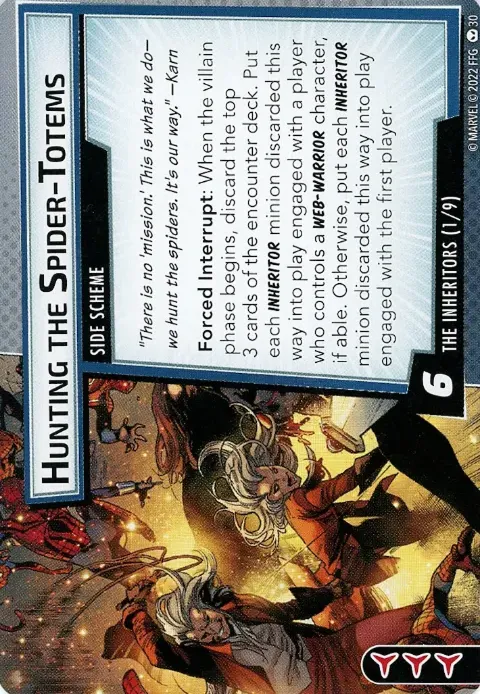 HUNTING THE SPIDER-TOTEMS
SIDE SCHEME
"There is no 'mission.' This is what we do—
we hunt the spiders. It's our way." —Karn
Forced Interrupt: When the villain
phase begins, discard the top
3 cards of the encounter deck. Put
each INHERITOR minion discarded this
way into play engaged with a player
who controls a WEB-WARRIOR character,
if able. Otherwise, put each INHERITOR
minion discarded this way into play
engaged with the first player.
6
THE INHERITORS (1/9)
© MARVEL © 2022 FFG 30